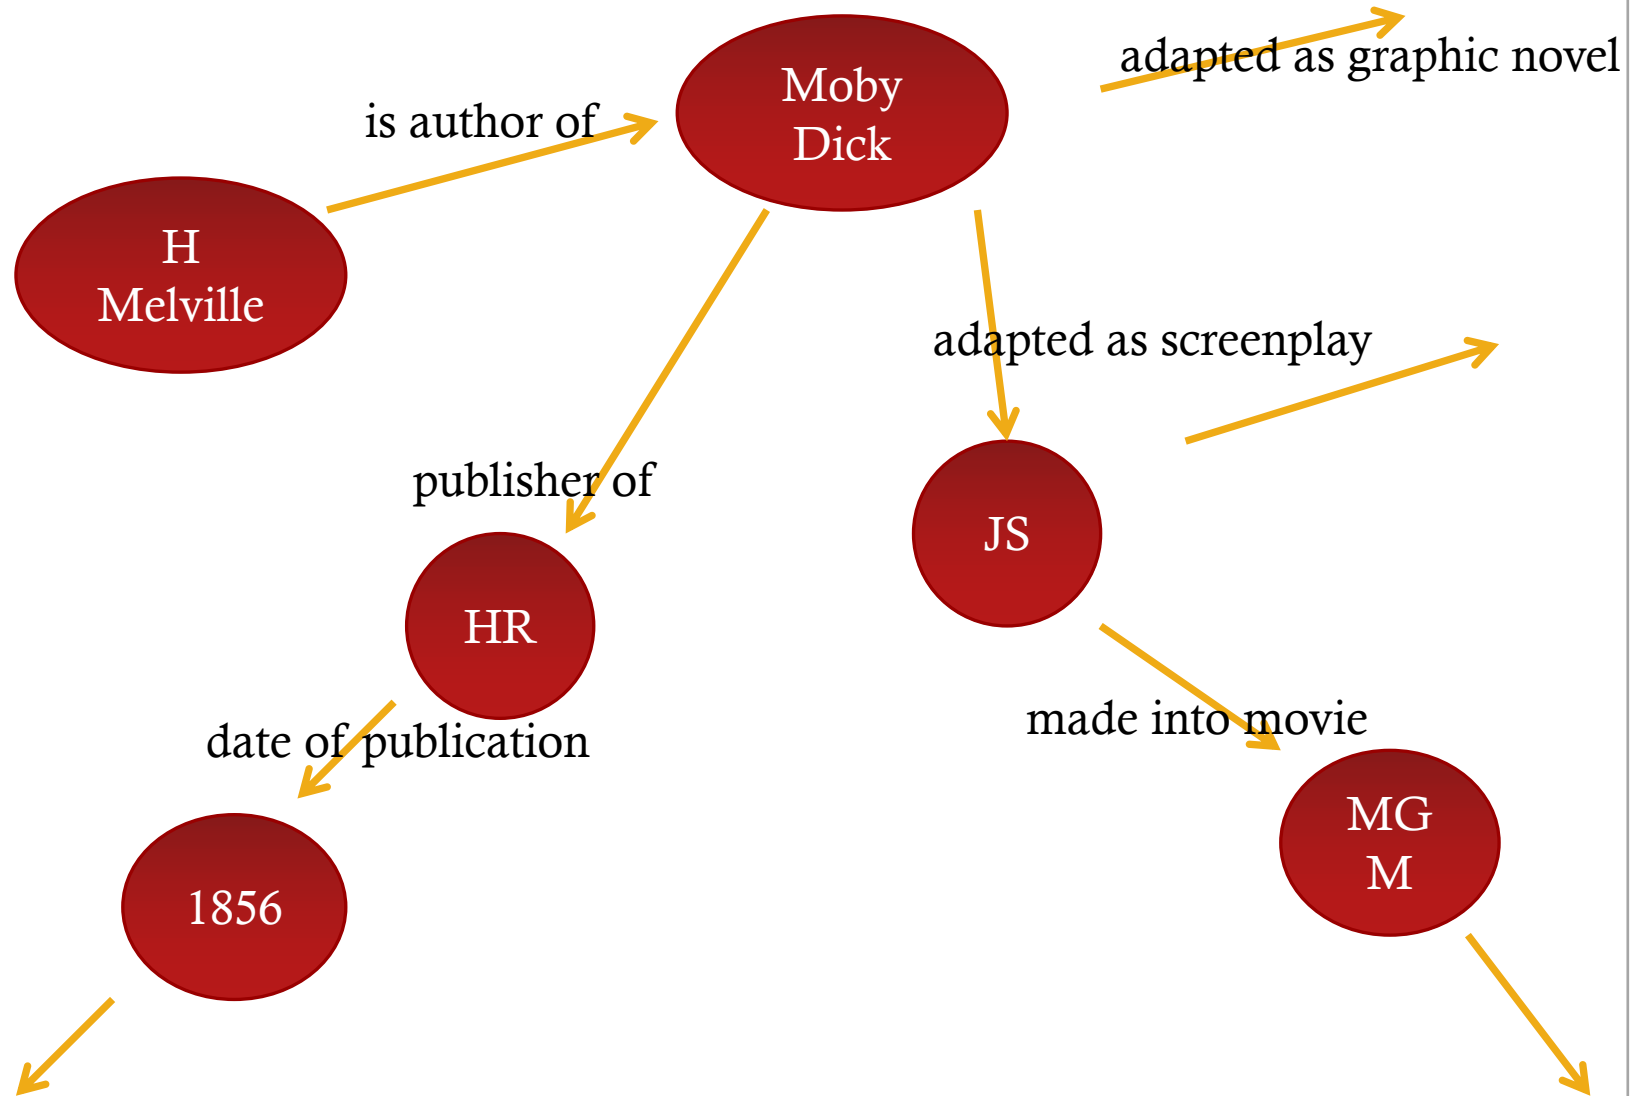 adapted as graphic novel
Moby
Dick
is author of
H
Melville
adapted as screenplay
publisher of
JS
HR
made into movie
date of publication
MG
M
1856